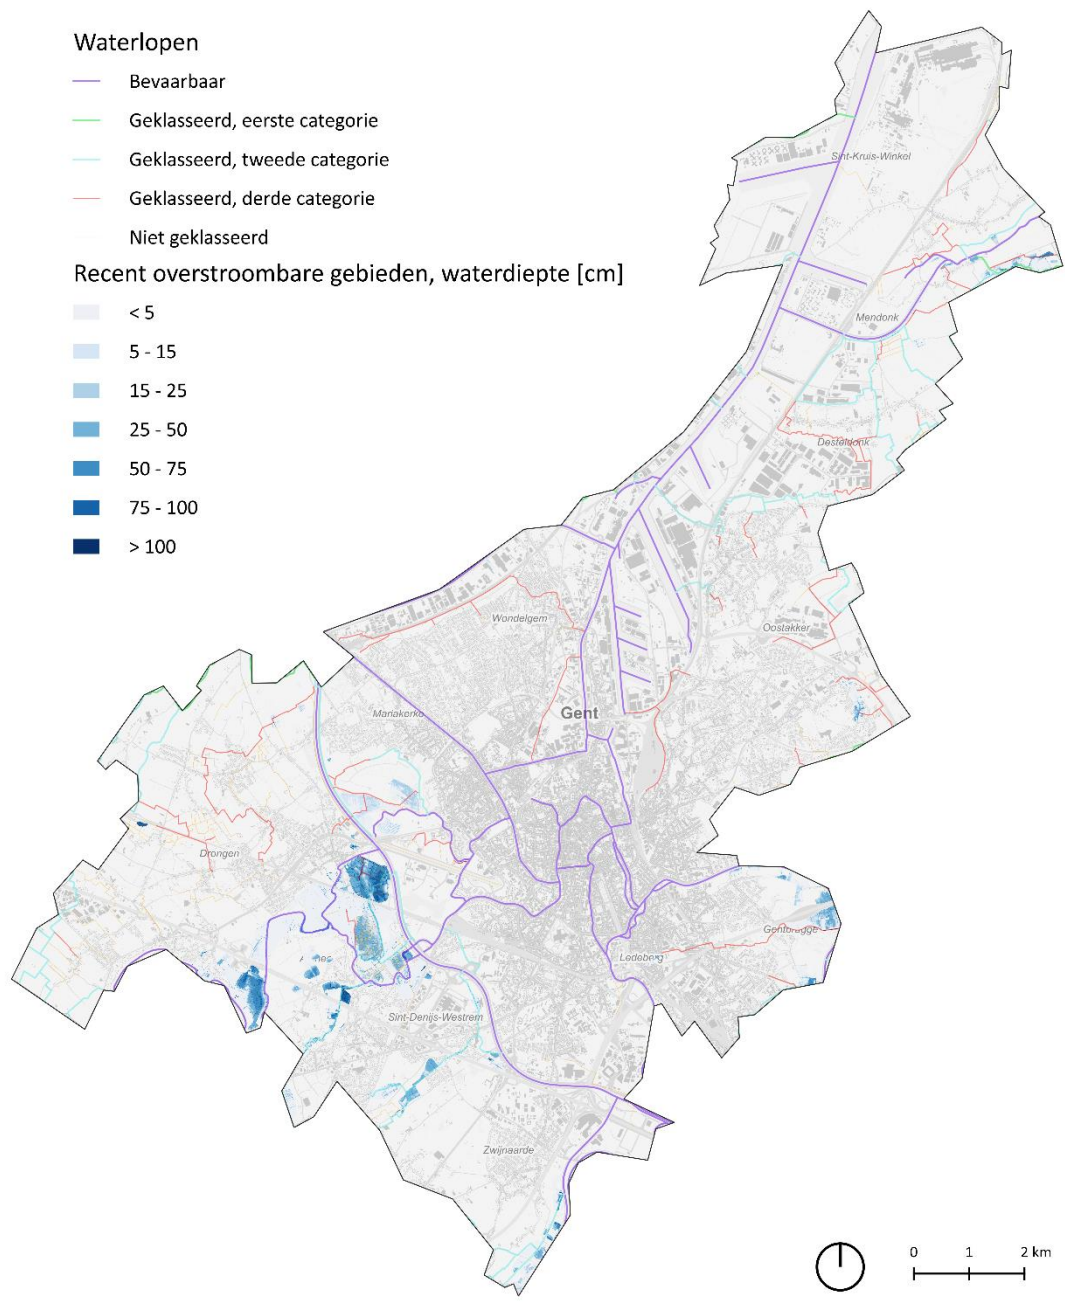 Waterlopen
Bevaarbaar
Geklasseerd, eerste categorie
Geklasseerd, tweede categorie
Geklasseerd, derde categorie
Niet geklasseerd
Recent overstroombare gebieden, waterdiepte [cm]
< 5
5 - 15
15 - 25
25 - 50
50 - 75
75 - 100
> 100
Sint-Kruis-Winkel
Mendonk
Desteldonk
Wondelgem
Oostakker
Mariakerke
Gent
Drongen
Gentbrugge
Ledeberg
Sint-Denijs-Westrem
Zwijnaarde
0 1 2 km